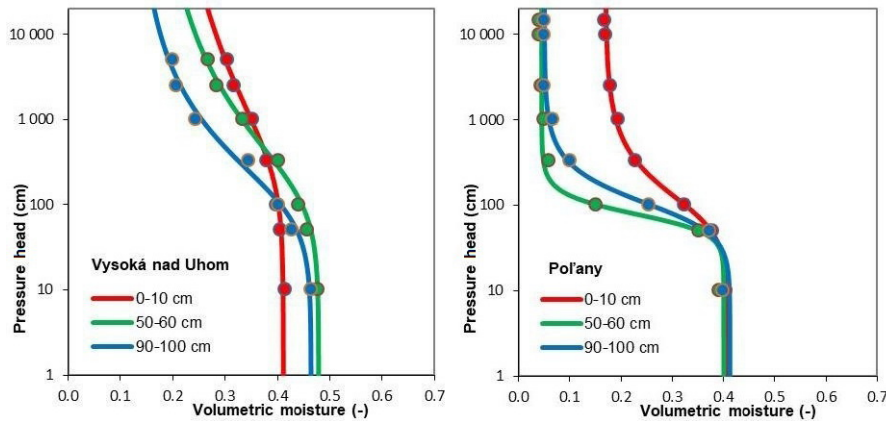 Pressure head (cm)
10 000
1 000
100
10
1
Vysoká nad Uhom
0-10 cm
50-60 cm
90-100 cm
0.0 0.1 0.2 0.3 0.4 0.5 0.6 0.7
Volumetric moisture (-)
Pressure head (cm)
10 000
1 000
100
10
1
Poľany
0-10 cm
50-60 cm
90-100 cm
0.0 0.1 0.2 0.3 0.4 0.5 0.6 0.7
Volumetric moisture (-)